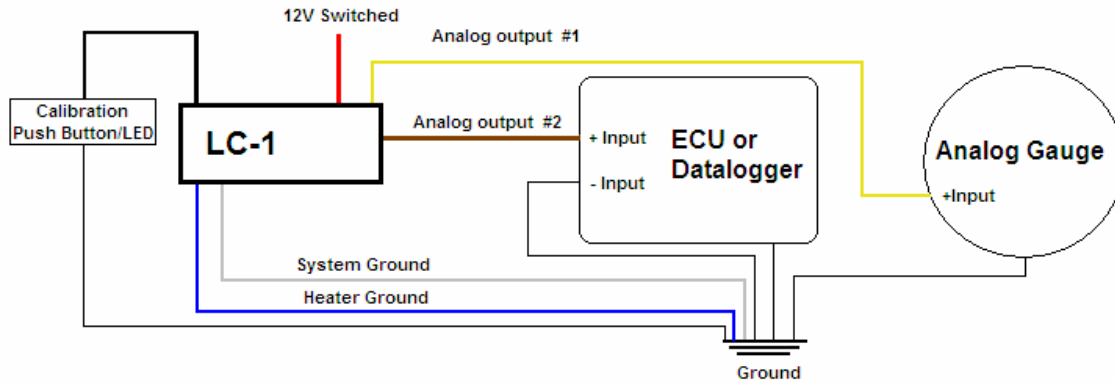 12V Switched
Analog output  #1
Calibration
Push Button/LED
LC-1
Analog output  #2
+ Input
- Input
ECU or
Datalogger
Analog Gauge
+Input
System Ground
Heater Ground
Ground